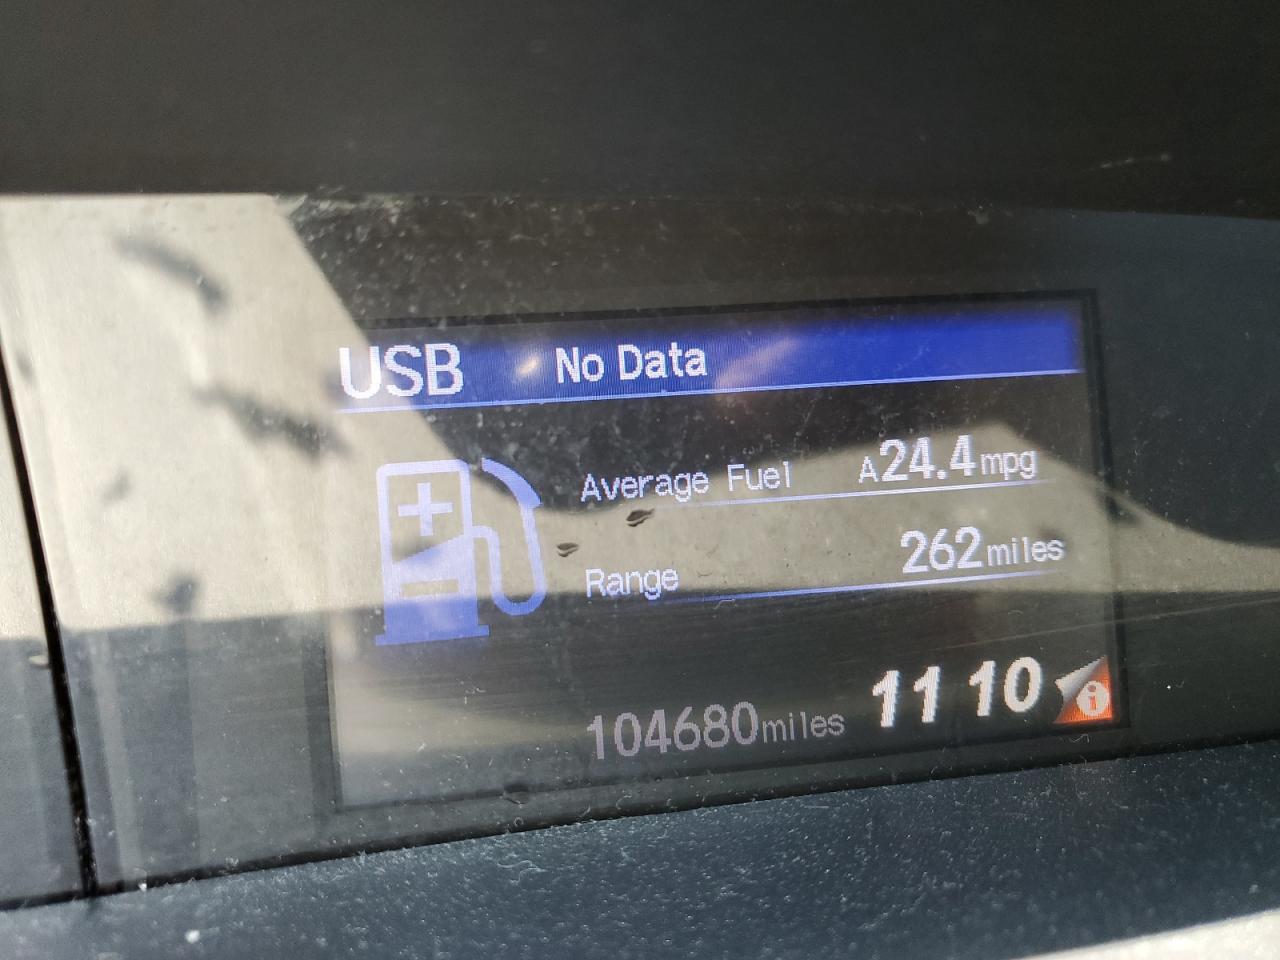 USB No Data
Average Fuel A24.4mpg
Range 262miles
104680miles 11 10 i